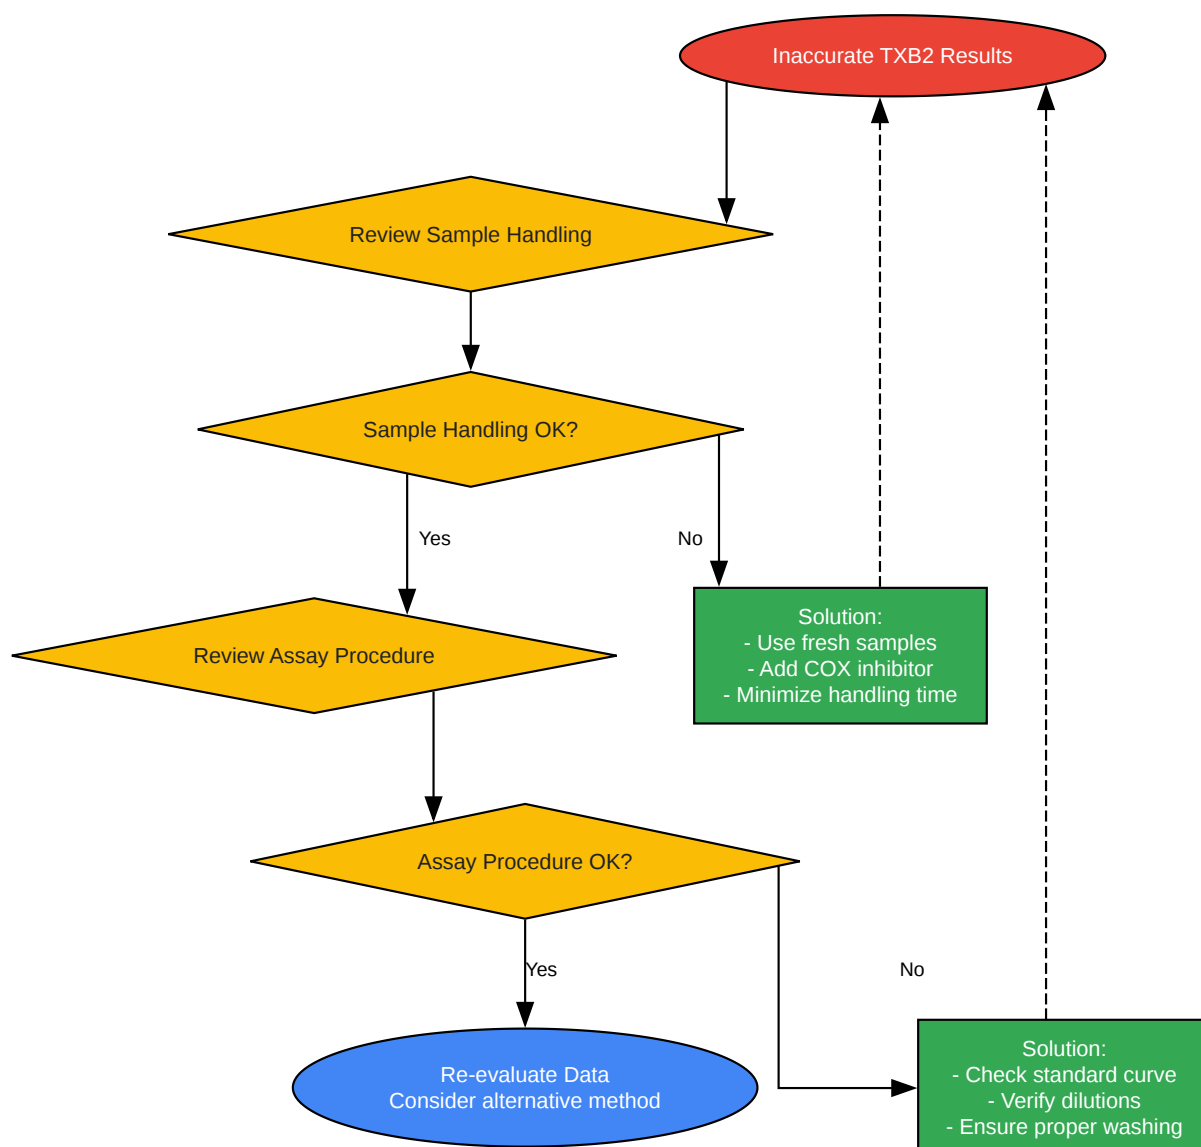 Inaccurate TXB2 Results
Review Sample Handling
Sample Handling OK?
Yes
No
Solution:
- Use fresh samples
- Add COX inhibitor
- Minimize handling time
Review Assay Procedure
Assay Procedure OK?
Yes
No
Re-evaluate Data
Consider alternative method
Solution:
- Check standard curve
- Verify dilutions
- Ensure proper washing